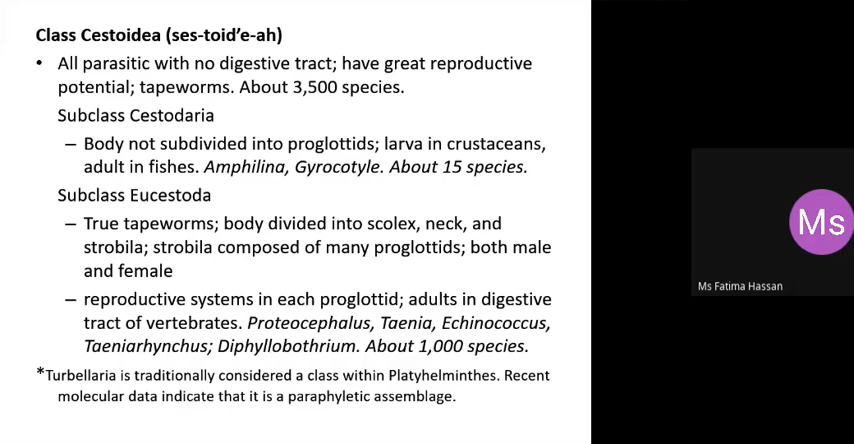 Class Cestoidea (ses-toid’e-ah)
• All parasitic with no digestive tract; have great reproductive
potential; tapeworms. About 3,500 species.
Subclass Cestodaria
– Body not subdivided into proglottids; larva in crustaceans,
adult in fishes. Amphilina, Gyrocotyle. About 15 species.
Subclass Eucestoda
– True tapeworms; body divided into scolex, neck, and
strobila; strobila composed of many proglottids; both male
and female
– reproductive systems in each proglottid; adults in digestive
tract of vertebrates. Proteocephalus, Taenia, Echinococcus,
Taeniarhynchus; Diphyllobothrium. About 1,000 species.
*Turbellaria is traditionally considered a class within Platyhelminthes. Recent
molecular data indicate that it is a paraphyletic assemblage.
Ms
Ms Fatima Hassan